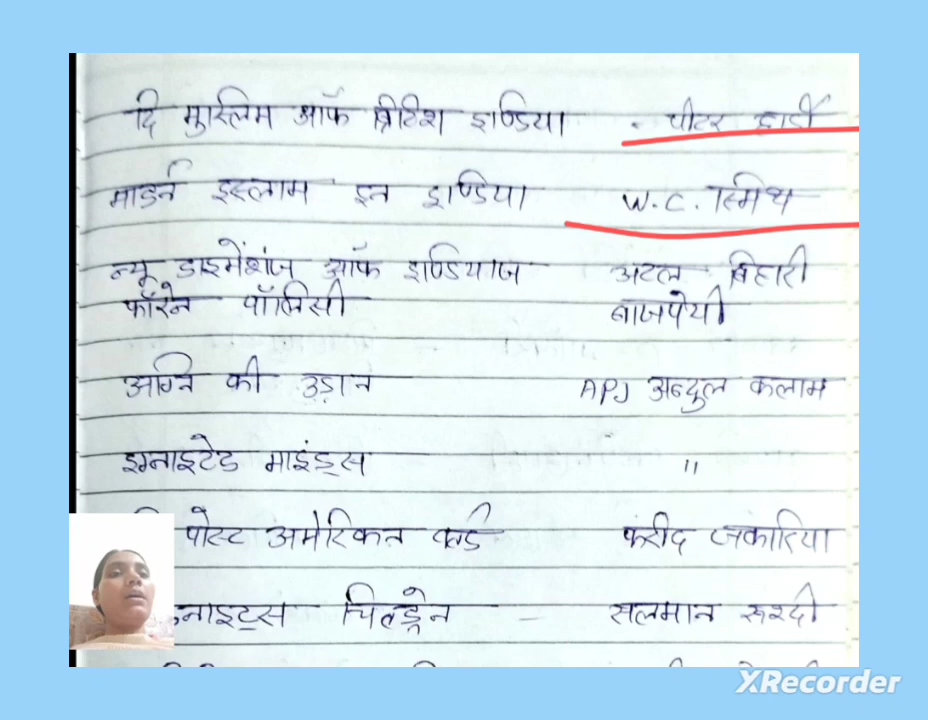 दि मुस्लिम ऑफ ब्रिटिश इण्डिया - पीटर हार्डी
माडर्न इस्लाम इन इण्डिया W.C. स्मिथ
न्यू डाइमेंशंज ऑफ इण्डियाज अटल बिहारी
फॉरेन पॉलिसी बाजपेयी
अग्नि की उड़ान APJ अब्दुल कलाम
इग्नाइटेड माइंड्स "
पोस्ट अमेरिकन वर्ल्ड फरीद जकारिया
नाइट्स चिल्ड्रेन - सलमान रुश्दी
XRecorder